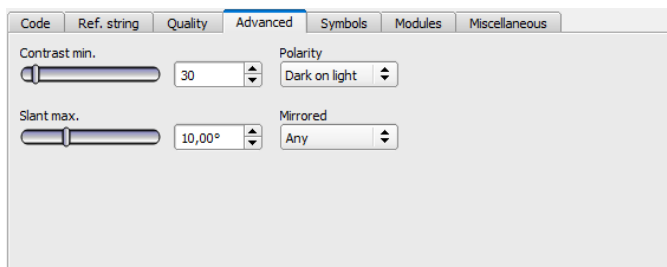 Code Ref. string Quality Advanced Symbols Modules Miscellaneous
Contrast min. Polarity
30 Dark on light
Slant max. Mirrored
10,00° Any